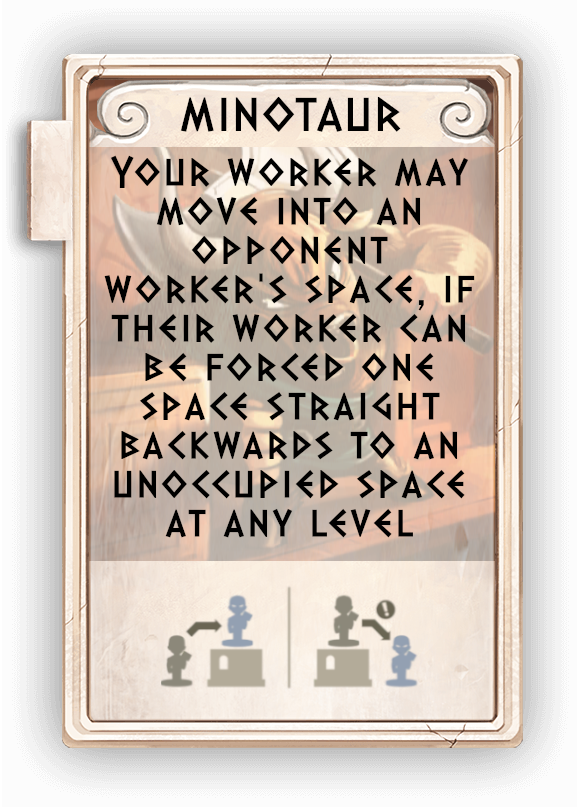 MINOTAUR
YOUR WORKER MAY
MOVE INTO AN
OPPONENT
WORKER'S SPACE, IF
THEIR WORKER CAN
BE FORCED ONE
SPACE STRAIGHT
BACKWARDS TO AN
UNOCCUPIED SPACE
AT ANY LEVEL
!